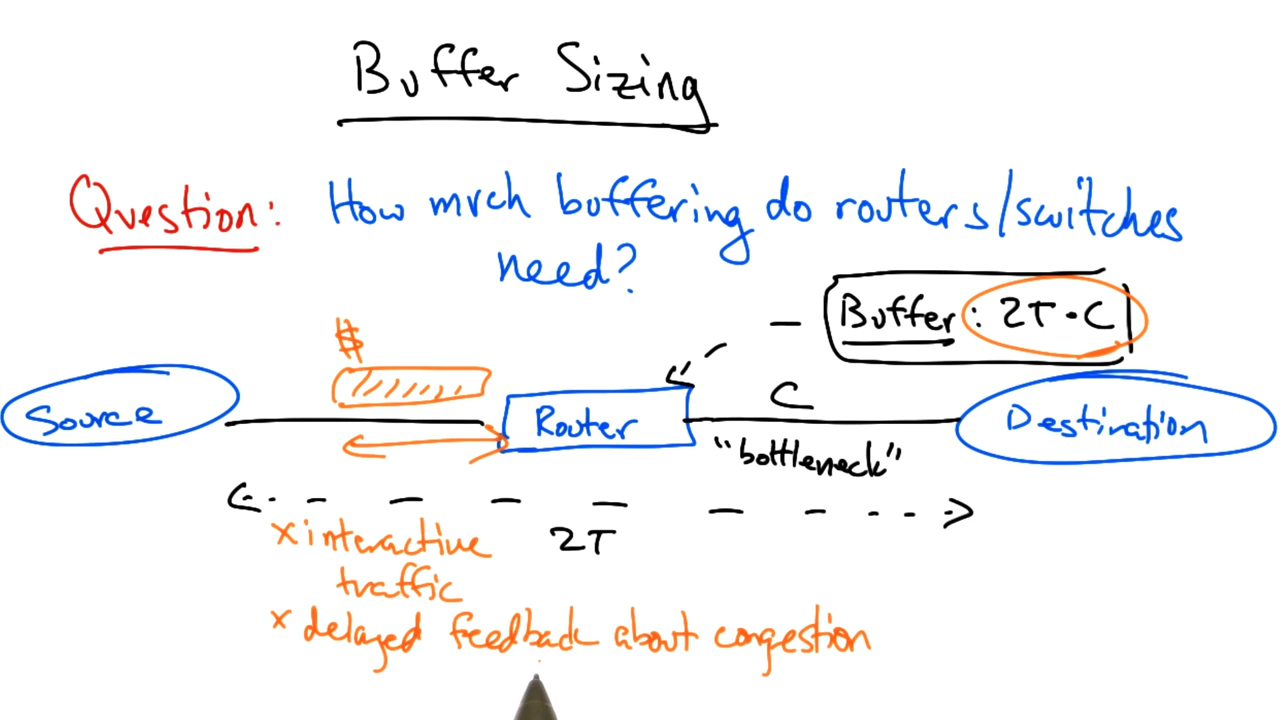 Buffer Sizing
Question: How much buffering do routers/switches
need?
Buffer: 2T·C
$
Source
Router
C
"bottleneck"
Destination
2T
x interactive
traffic
x delayed feedback about congestion